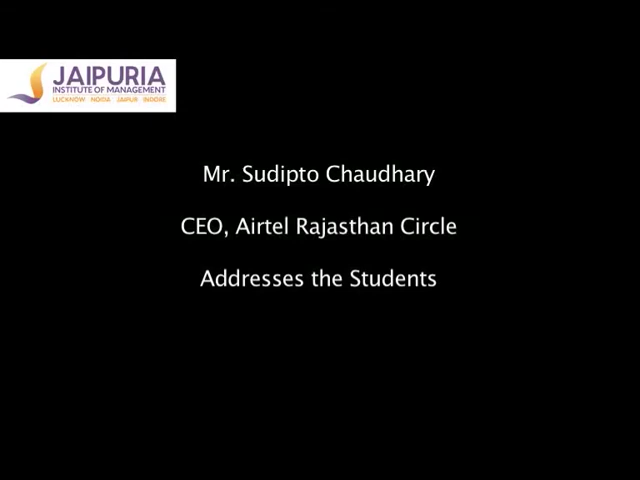 JAIPURIA
INSTITUTE OF MANAGEMENT
LUCKNOW NOIDA JAIPUR INDORE
Mr. Sudipto Chaudhary
CEO, Airtel Rajasthan Circle
Addresses the Students